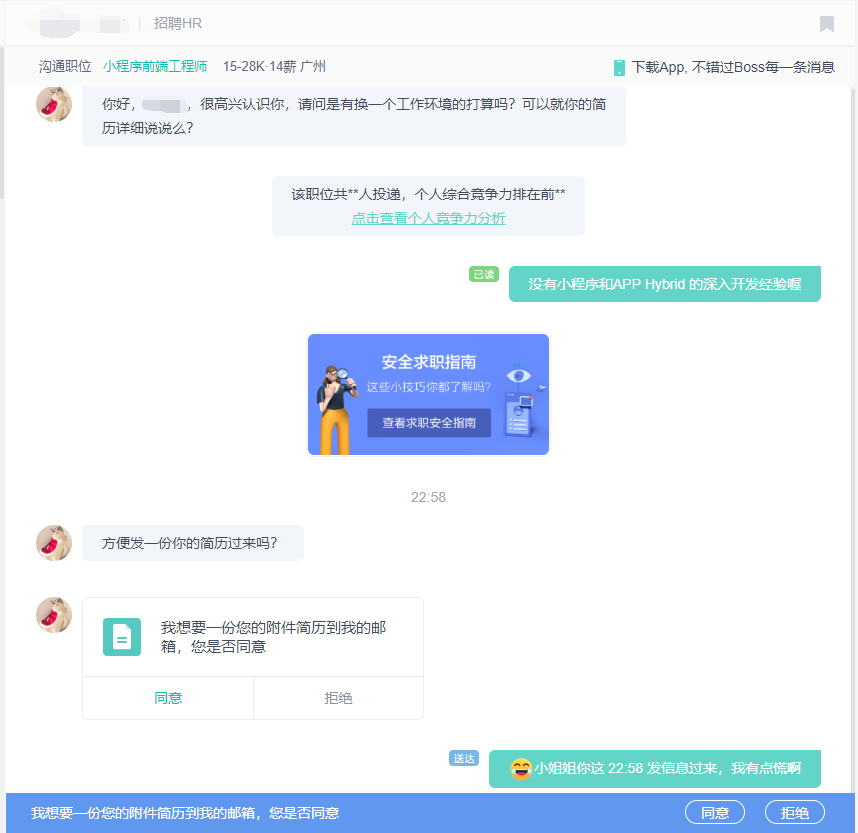 招聘HR
沟通职位 小程序前端工程师 15-28K·14薪 广州
下载App, 不错过Boss每一条消息
你好， ，很高兴认识你，请问是有换一个工作环境的打算吗？可以就你的简
历详细说说么？
该职位共**人投递，个人综合竞争力排在前**
点击查看个人竞争力分析
已读
没有小程序和APP Hybrid 的深入开发经验喔
安全求职指南
这些小技巧你都了解吗?
查看求职安全指南
22:58
方便发一份你的简历过来吗？
我想要一份您的附件简历到我的邮
箱，您是否同意
同意 拒绝
送达
小姐姐你这 22:58 发信息过来，我有点慌啊
我想要一份您的附件简历到我的邮箱，您是否同意
同意 拒绝